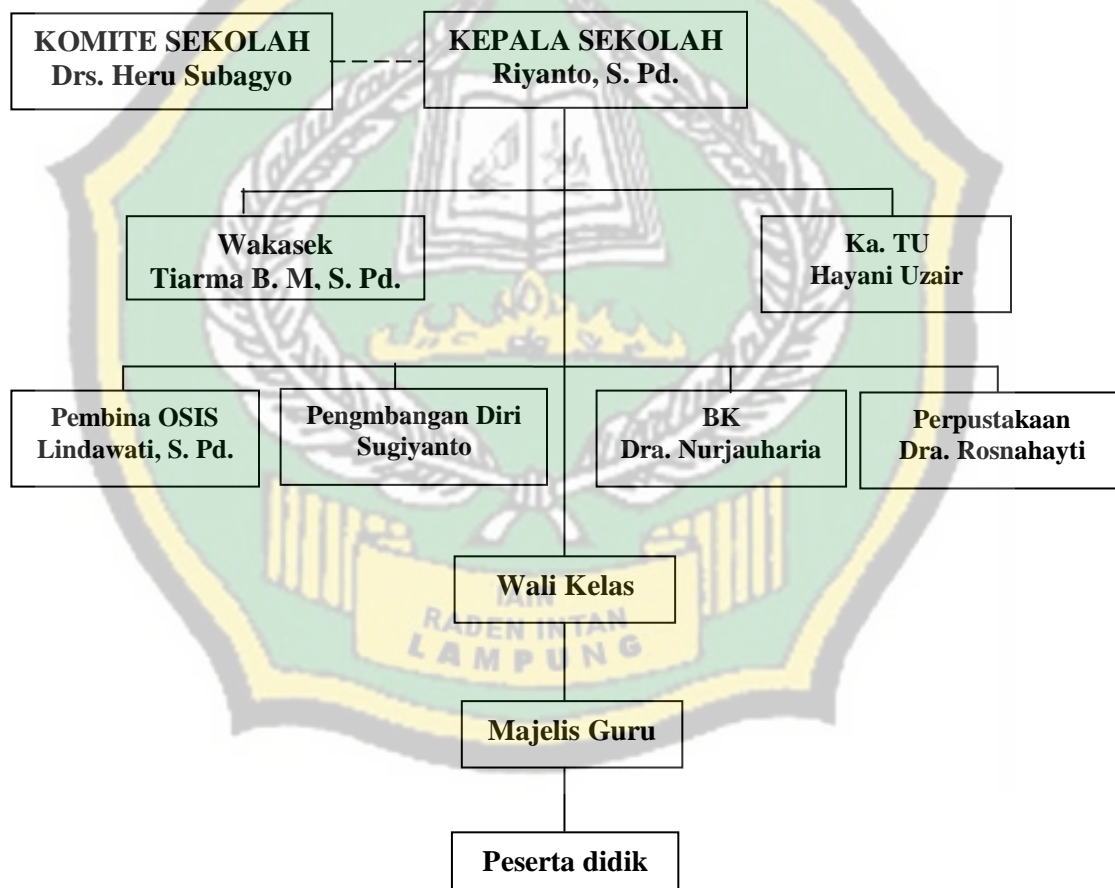 KOMITE SEKOLAH
Drs. Heru Subagyo
KEPALA SEKOLAH
Riyanto, S. Pd.
Wakasek
Tiarma B. M, S. Pd.
Ka. TU
Hayani Uzair
Pembina OSIS
Lindawati, S. Pd.
Pengmbangan Diri
Sugiyanto
BK
Dra. Nurjauharia
Perpustakaan
Dra. Rosnahayti
Wali Kelas
IAIN
RADEN INTAN
LAMPUNG
Majelis Guru
Peserta didik